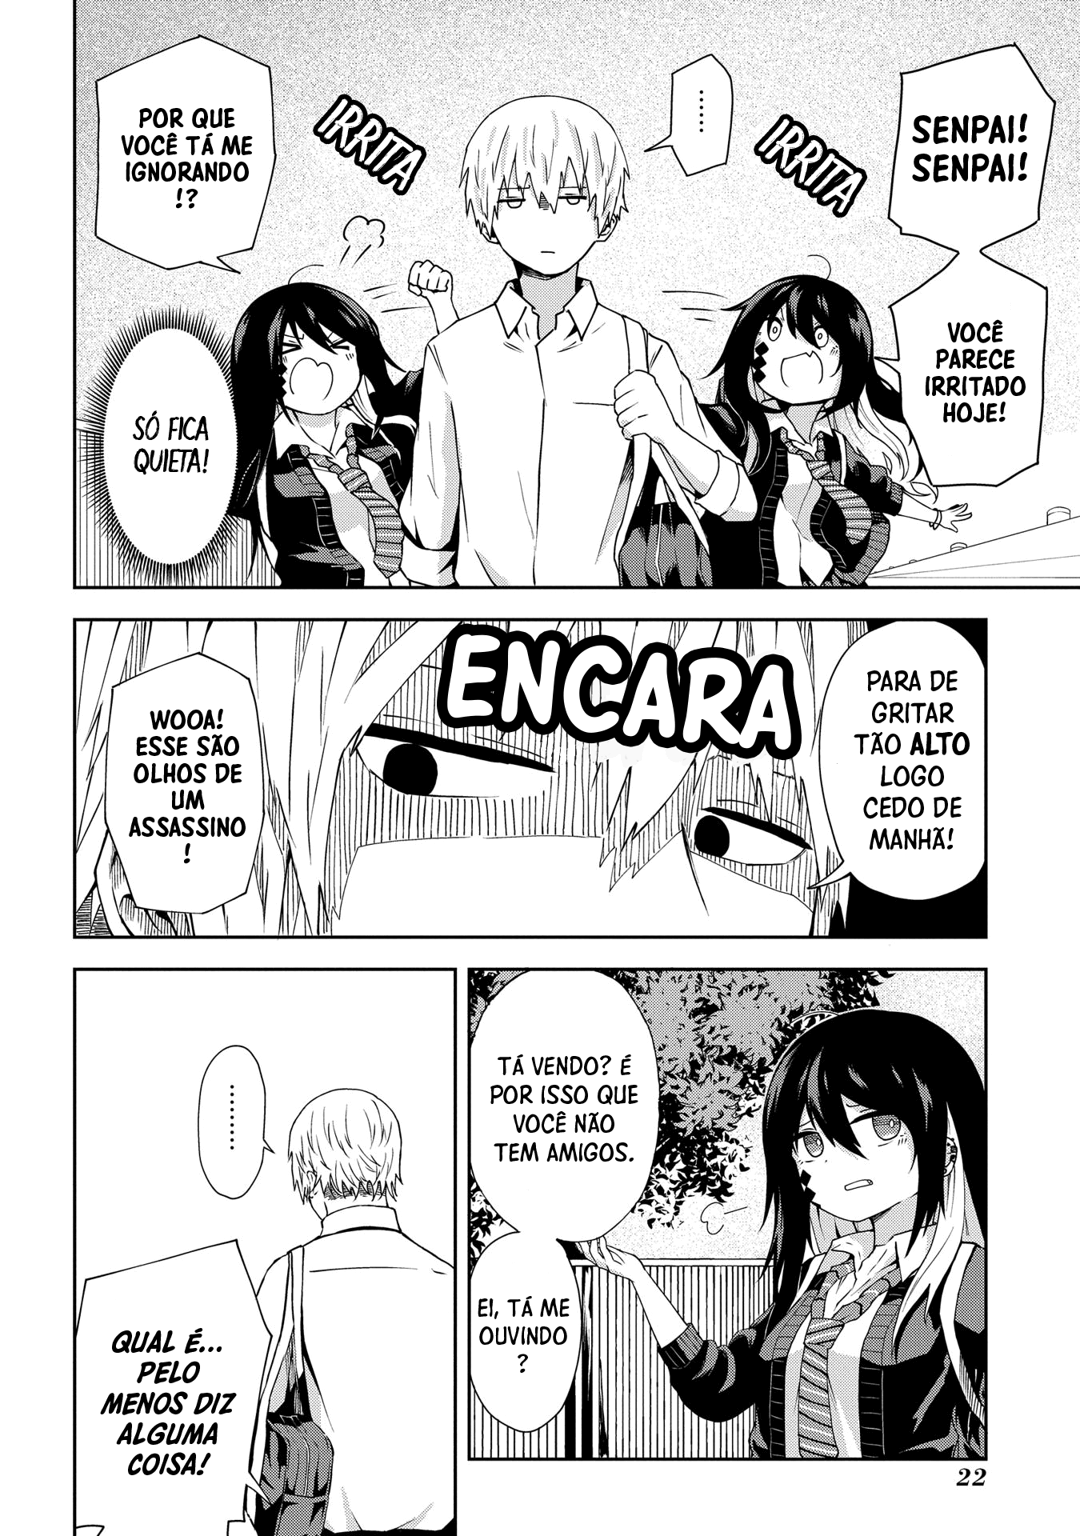 SENPAI!
SENPAI!
VOCÊ
PARECE
IRRITADO
HOJE!
IRRITA
........
IRRITA
POR QUE
VOCÊ TÁ ME
IGNORANDO
!?
SÓ FICA
QUIETA!
PARA DE
GRITAR
TÃO ALTO
LOGO
CEDO DE
MANHÃ!
ENCARA
WOOA!
ESSE SÃO
OLHOS DE
UM
ASSASSINO
!
TÁ VENDO? É
POR ISSO QUE
VOCÊ NÃO
TEM AMIGOS.
EI, TÁ ME
OUVINDO
?
.........
QUAL É...
PELO
MENOS DIZ
ALGUMA
COISA!
22